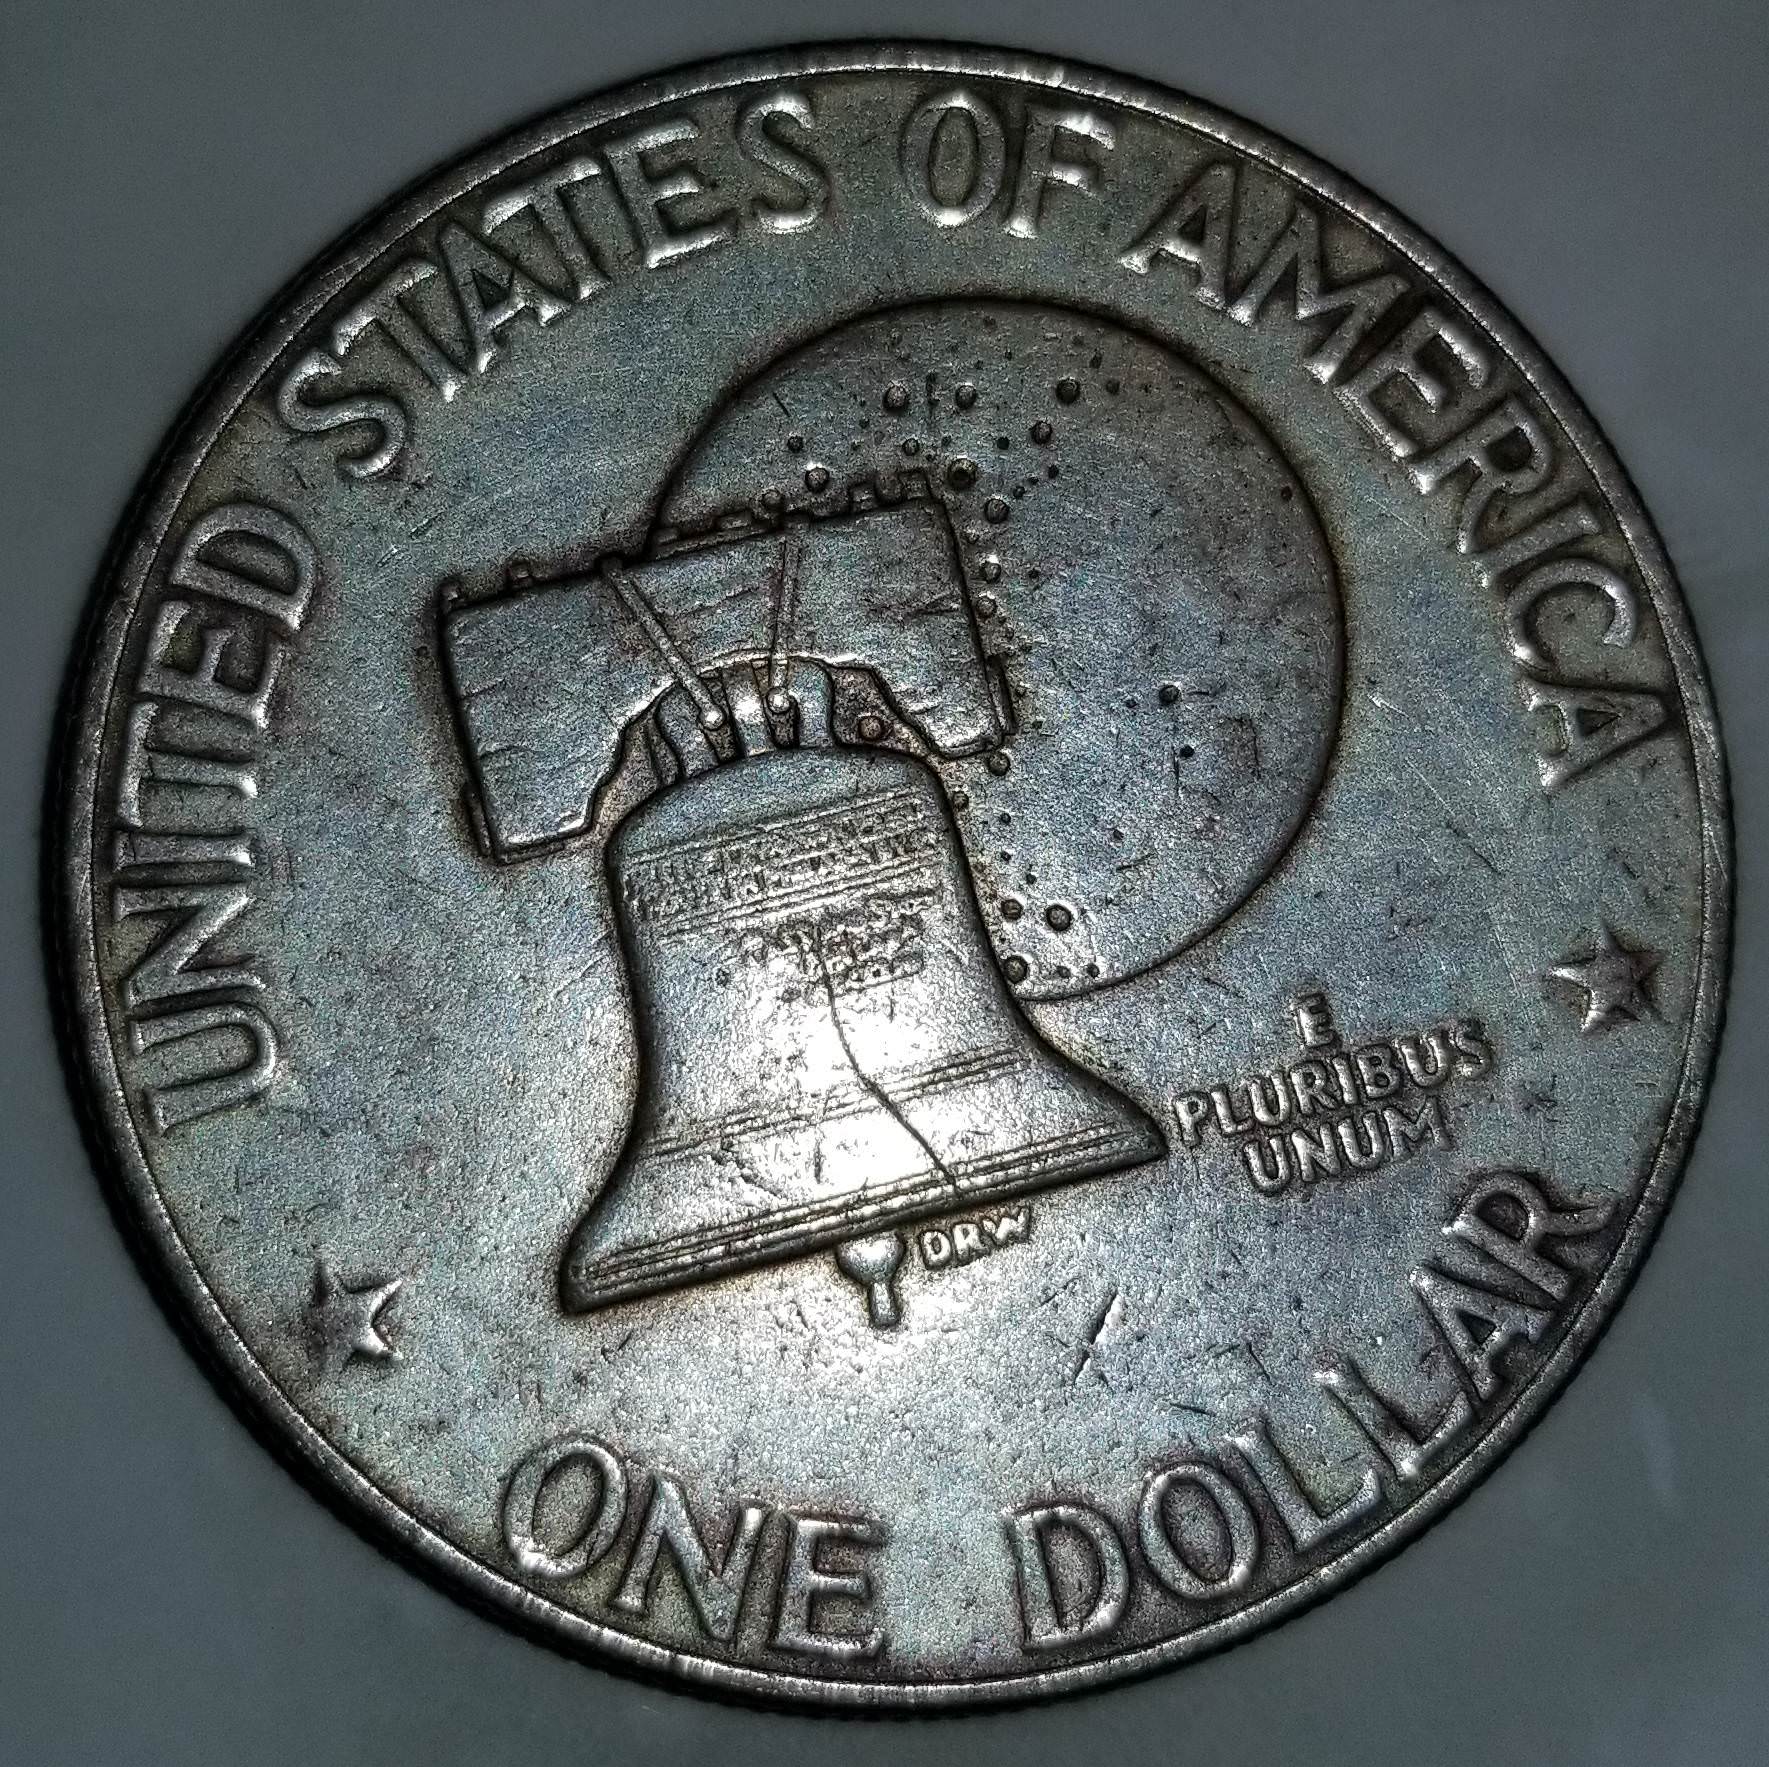 UNITED STATES OF AMERICA
E
PLURIBUS
UNUM
DRW
ONE DOLLAR